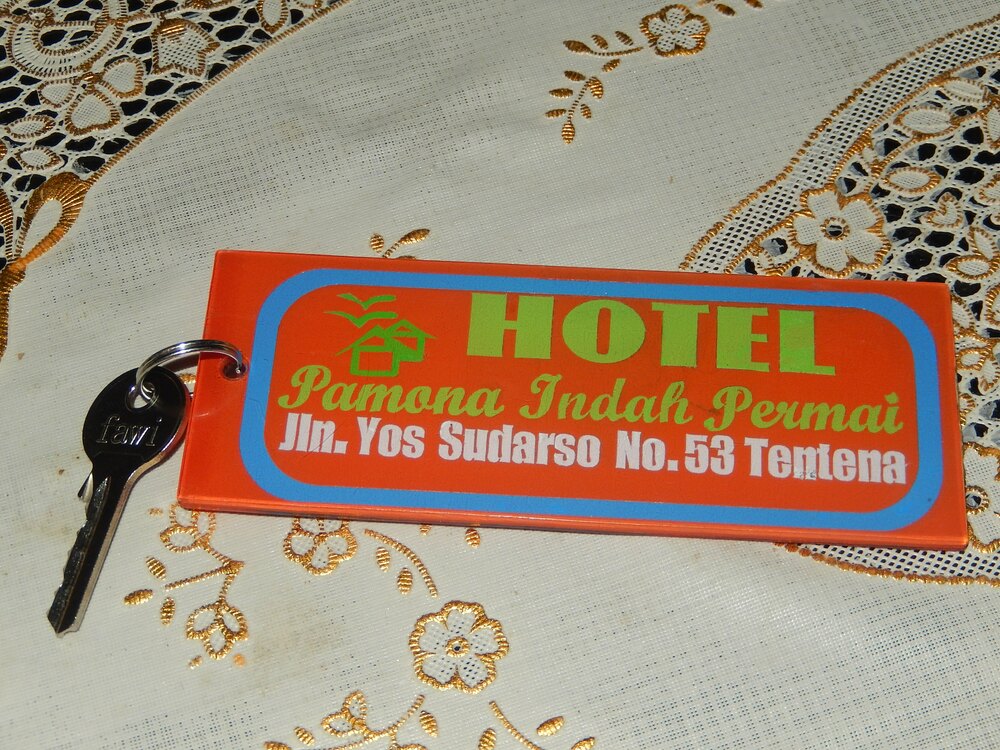 HOTEL
Pamona Indah Permai
Jln. Yos Sudarso No. 53 Tentena
fawi